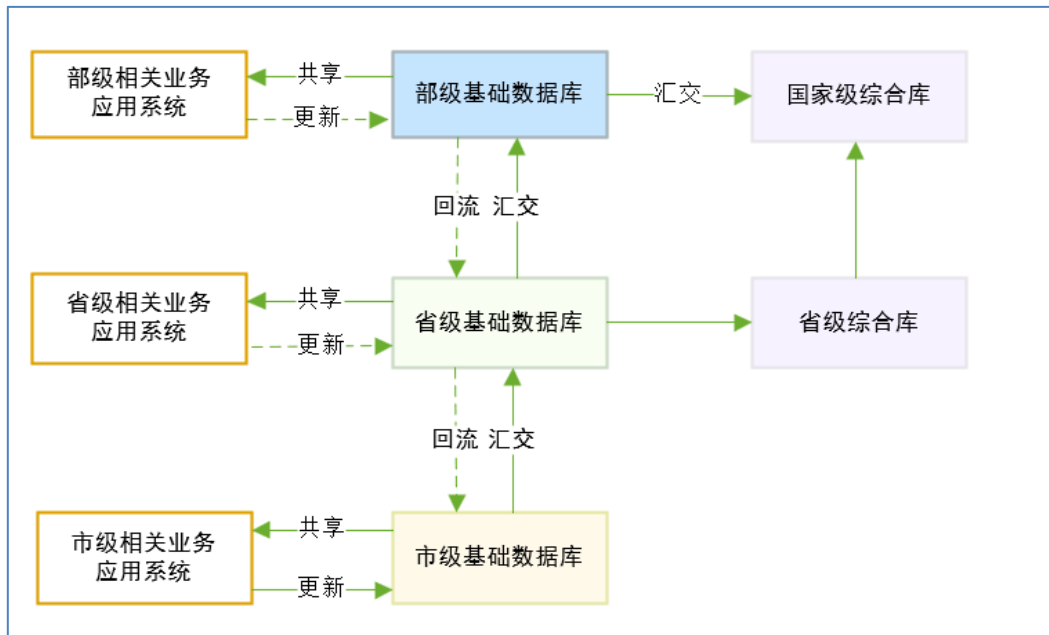 部级相关业务
应用系统
共享
更新
部级基础数据库
汇交
国家级综合库
回流 汇交
省级相关业务
应用系统
共享
更新
省级基础数据库
省级综合库
回流 汇交
市级相关业务
应用系统
共享
更新
市级基础数据库